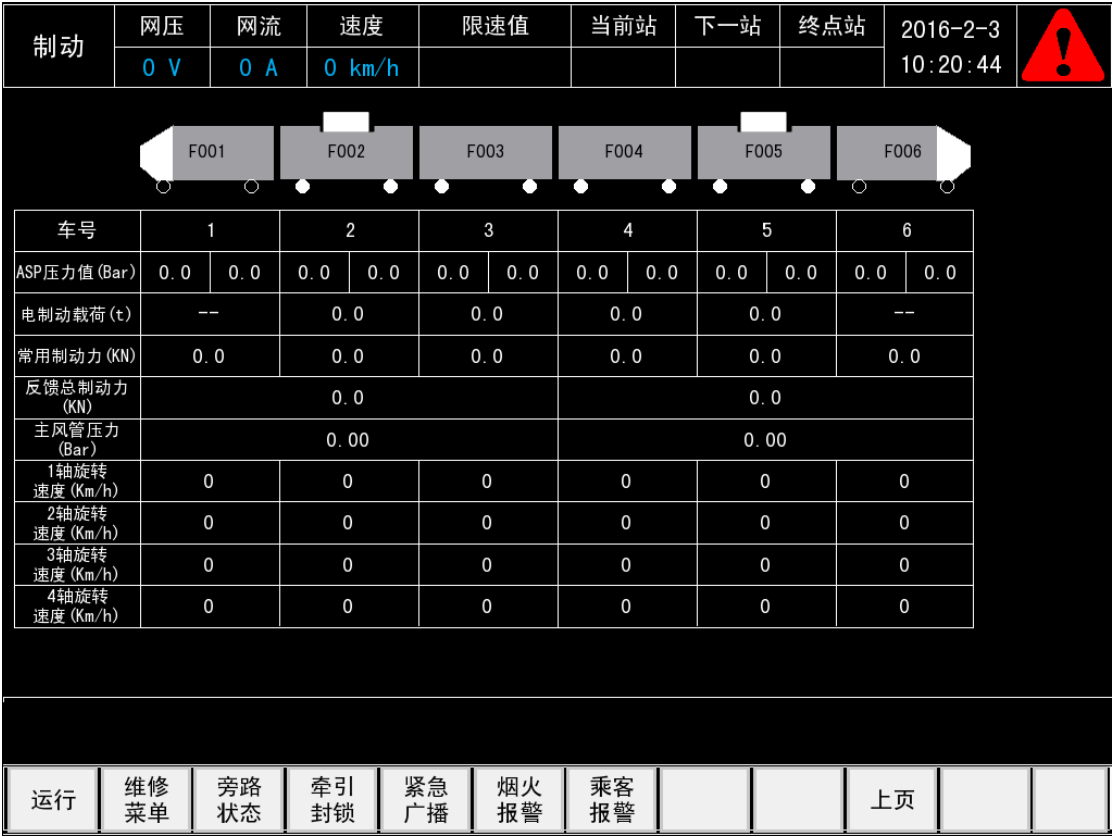 制动 网压 网流 速度 限速值 当前站 下一站 终点站 2016-2-3
0 V 0 A 0 km/h 10:20:44
F001 F002 F003 F004 F005 F006
车号 1 2 3 4 5 6
ASP压力值(Bar) 0.0 0.0 0.0 0.0 0.0 0.0 0.0 0.0 0.0 0.0 0.0 0.0
电制动载荷(t) -- 0.0 0.0 0.0 0.0 --
常用制动力(KN) 0.0 0.0 0.0 0.0 0.0 0.0
反馈总制动力
(KN) 0.0 0.0
主风管压力
(Bar) 0.00 0.00
1轴旋转
速度(Km/h) 0 0 0 0 0 0
2轴旋转
速度(Km/h) 0 0 0 0 0 0
3轴旋转
速度(Km/h) 0 0 0 0 0 0
4轴旋转
速度(Km/h) 0 0 0 0 0 0
运行
维修
菜单
旁路
状态
牵引
封锁
紧急
广播
烟火
报警
乘客
报警
上页